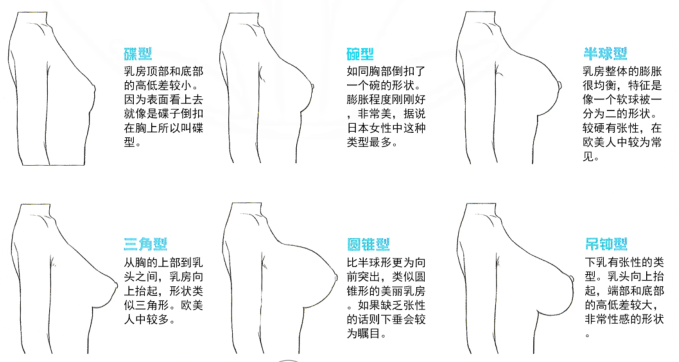 碟型
乳房顶部和底部
的高低差较小。
因为表面看上去
就像是碟子倒扣
在胸上所以叫碟
型。
碗型
如同胸部倒扣了
一个碗的形状。
膨胀程度刚刚好
，非常美，据说
日本女性中这种
类型最多。
半球型
乳房整体的膨胀
很均衡，特征是
像一个软球被一
分为二的形状。
较硬有张性，在
欧美人中较为常
见。
三角型
从胸的上部到乳
头之间，乳房向
上抬起，形状类
似三角形。欧美
人中较多。
圆锥型
比半球形更为向
前突出，类似圆
锥形的美丽乳房
。如果缺乏张性
的话则下垂会较
为瞩目。
吊钟型
下乳有张性的类
型。乳头向上抬
起，端部和底部
的高低差较大，
非常性感的形状
。